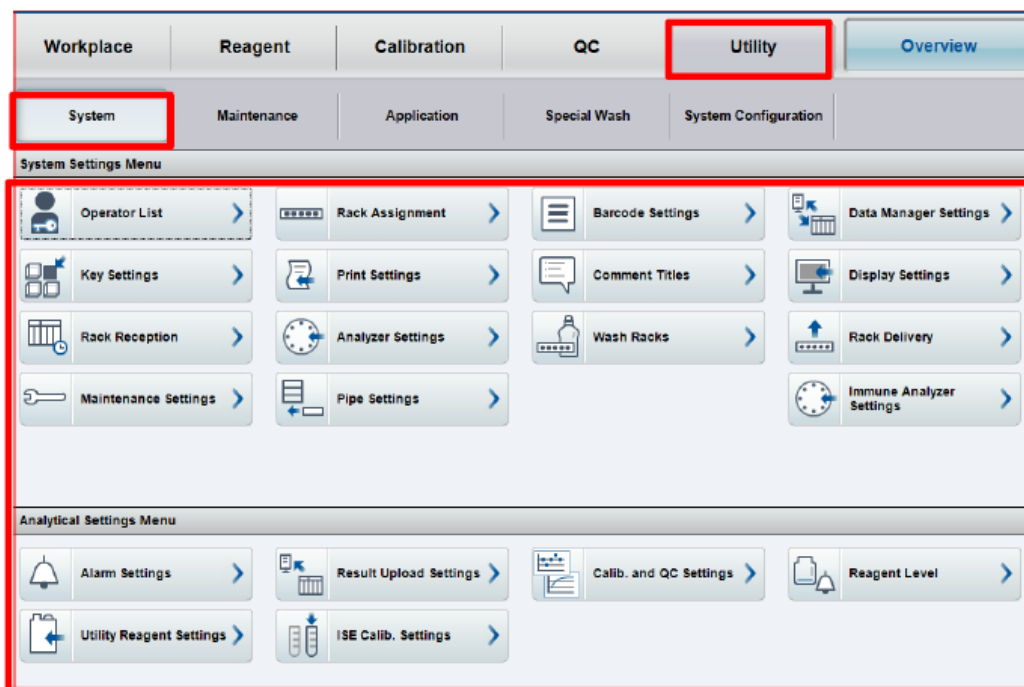 Workplace Reagent Calibration QC Utility Overview
System Maintenance Application Special Wash System Configuration
System Settings Menu
Operator List Rack Assignment Barcode Settings Data Manager Settings
Key Settings Print Settings Comment Titles Display Settings
Rack Reception Analyzer Settings Wash Racks Rack Delivery
Maintenance Settings Pipe Settings Immune Analyzer
Settings
Analytical Settings Menu
Alarm Settings Result Upload Settings Calib. and QC Settings Reagent Level
Utility Reagent Settings ISE Calib. Settings